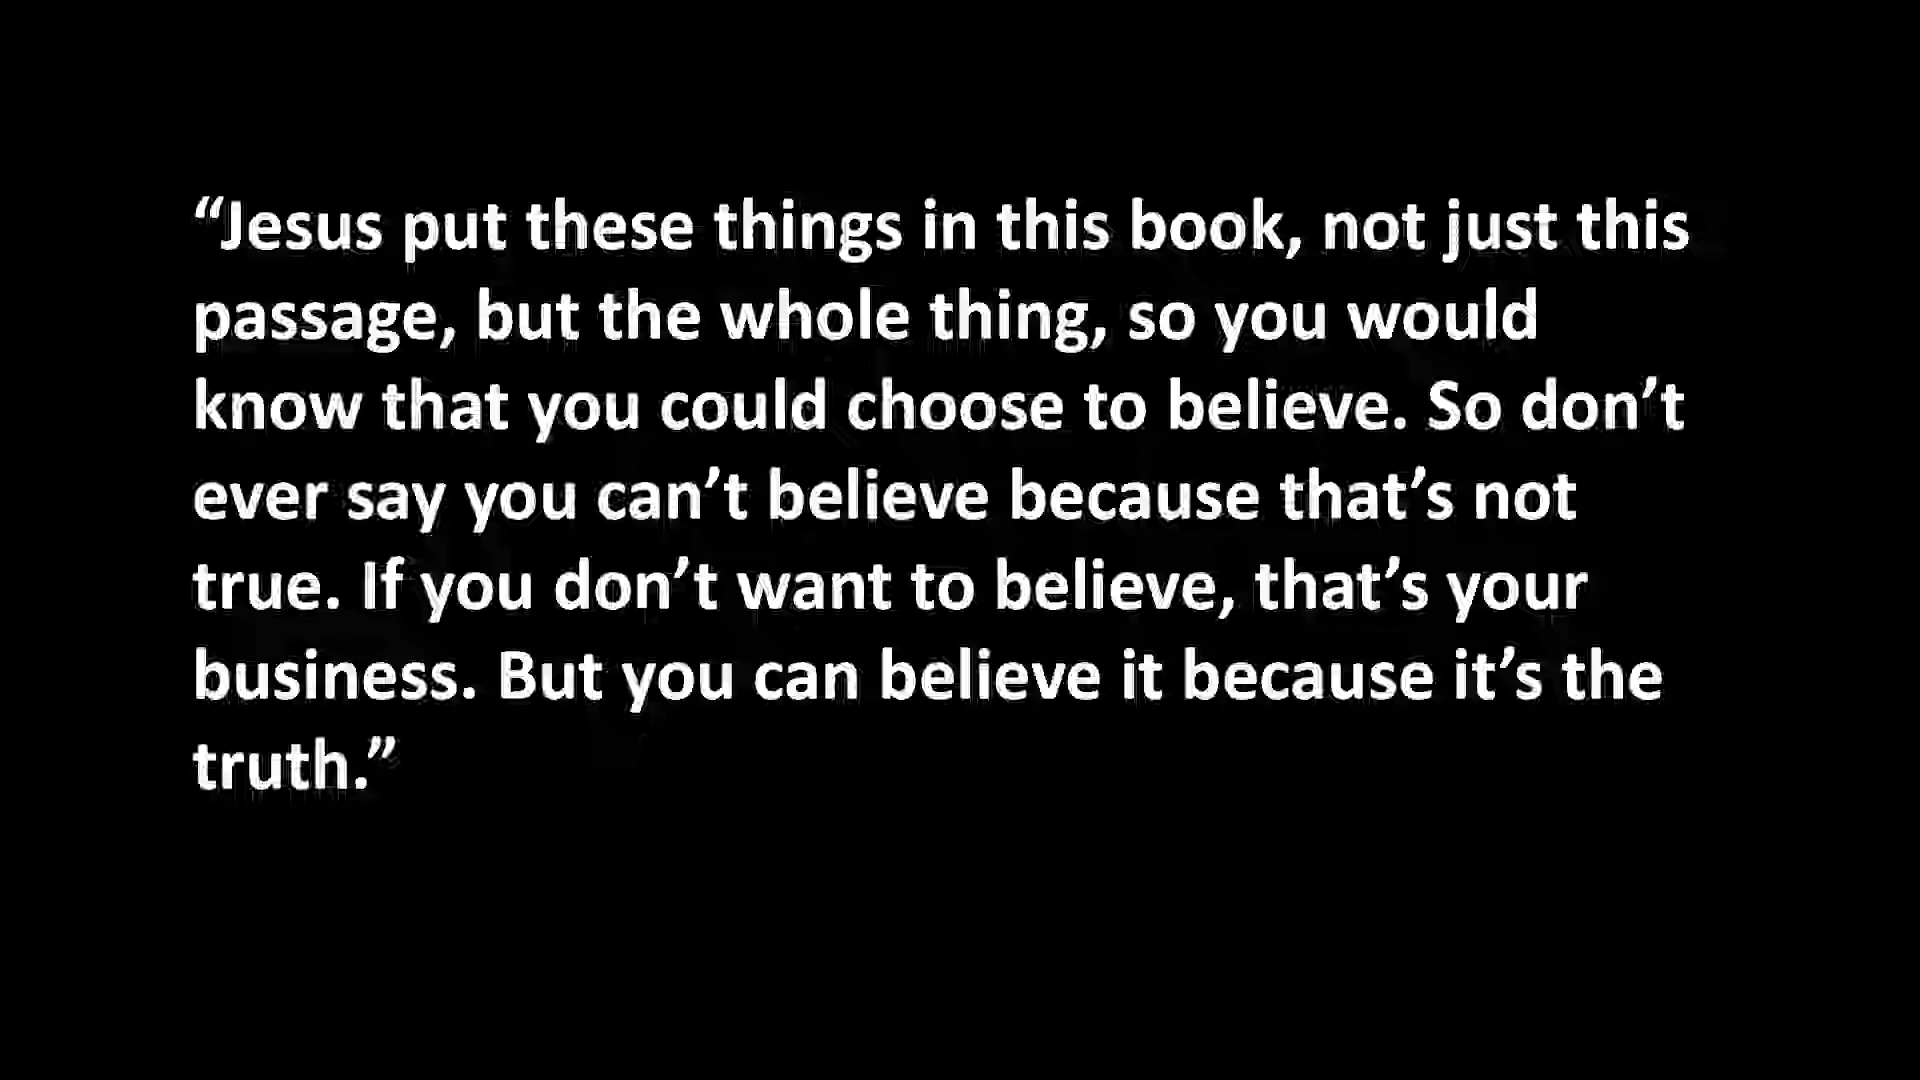 “Jesus put these things in this book, not just this
passage, but the whole thing, so you would
know that you could choose to believe. So don’t
ever say you can’t believe because that’s not
true. If you don’t want to believe, that’s your
business. But you can believe it because it’s the
truth.”